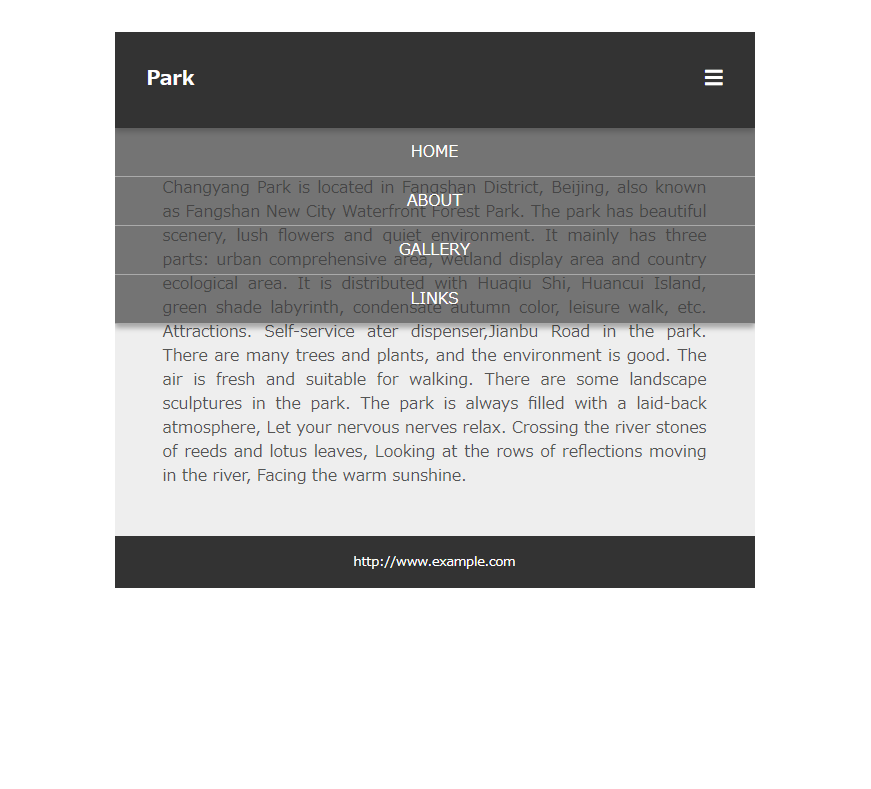 Park
HOME
Changyang Park is located in Fangshan District, Beijing, also known
ABOUT
as Fangshan New City Waterfront Forest Park. The park has beautiful
scenery, lush flowers and quiet environment. It mainly has three
GALLERY
parts: urban comprehensive area, wetland display area and country
ecological area. It is distributed with Huaqiu Shi, Huancui Island,
LINKS
green shade labyrinth, condensate autumn color, leisure walk, etc.
Attractions. Self-service ater dispenser,Jianbu Road in the park.
There are many trees and plants, and the environment is good. The
air is fresh and suitable for walking. There are some landscape
sculptures in the park. The park is always filled with a laid-back
atmosphere, Let your nervous nerves relax. Crossing the river stones
of reeds and lotus leaves, Looking at the rows of reflections moving
in the river, Facing the warm sunshine.
http://www.example.com